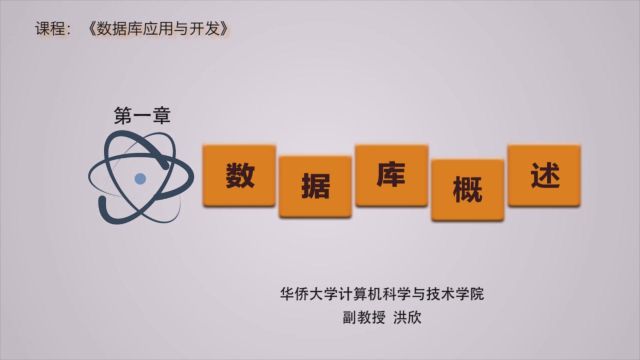 课程：《数据库应用与开发》
第一章
数据库概述
华侨大学计算机科学与技术学院
副教授 洪欣